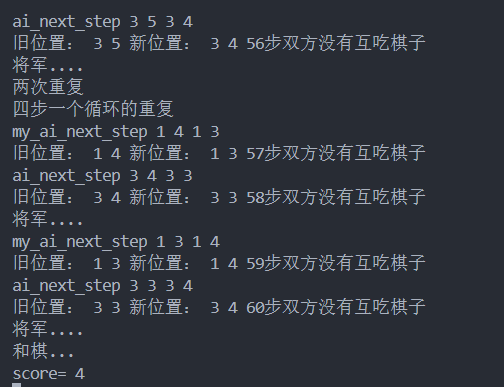 ai_next_step 3 5 3 4
旧位置： 3 5 新位置： 3 4 56步双方没有互吃棋子
将军....
两次重复
四步一个循环的重复
my_ai_next_step 1 4 1 3
旧位置： 1 4 新位置： 1 3 57步双方没有互吃棋子
ai_next_step 3 4 3 3
旧位置： 3 4 新位置： 3 3 58步双方没有互吃棋子
将军....
my_ai_next_step 1 3 1 4
旧位置： 1 3 新位置： 1 4 59步双方没有互吃棋子
ai_next_step 3 3 3 4
旧位置： 3 3 新位置： 3 4 60步双方没有互吃棋子
将军....
和棋...
score= 4